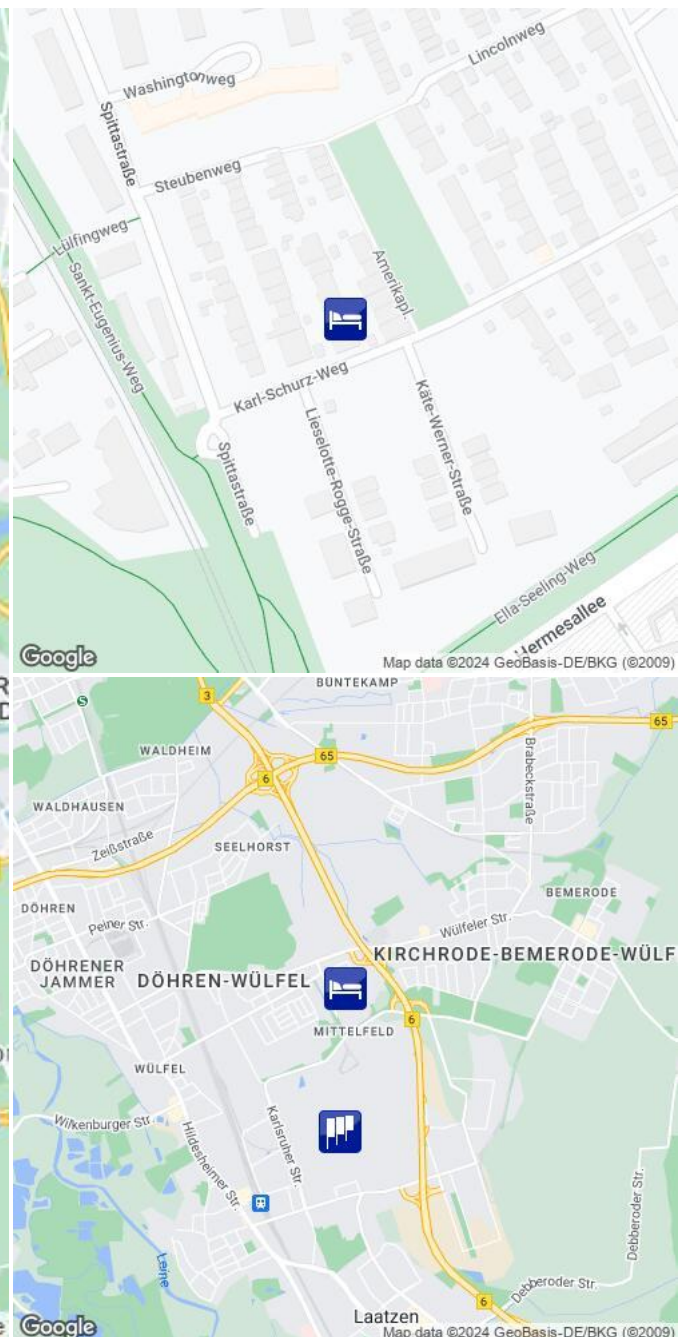 Lincolnweg
Washingtonweg
Spittastraße
Steubenweg
Lülfingweg
Sankt-Eugenius-Weg
Amerikapl.
Karl-Schurz-Weg
Käte-Werner-Straße
Lieselotte-Rogge-Straße
Spittastraße
Ella-Seeling-Weg
Hermesallee
Google
Map data ©2024 GeoBasis-DE/BKG (©2009)
BÜNTEKAMP
S
3
65
65
WALDHEIM
6
Brabeckstraße
WALDHAUSEN
Zeißstraße
SEELHORST
BEMERODE
DÖHREN
Peiner Str.
Wülfeler Str.
KIRCHRODE-BEMERODE-WÜLF
DÖHRENER
JAMMER
DÖHREN-WÜLFEL
6
MITTELFELD
WÜLFEL
Wilkenburger Str.
Karlsruher Str.
Hildesheimer Str.
Debberoder Str.
Leine
Debberoder Str.
6
Laatzen
Google
Map data ©2024 GeoBasis-DE/BKG (©2009)